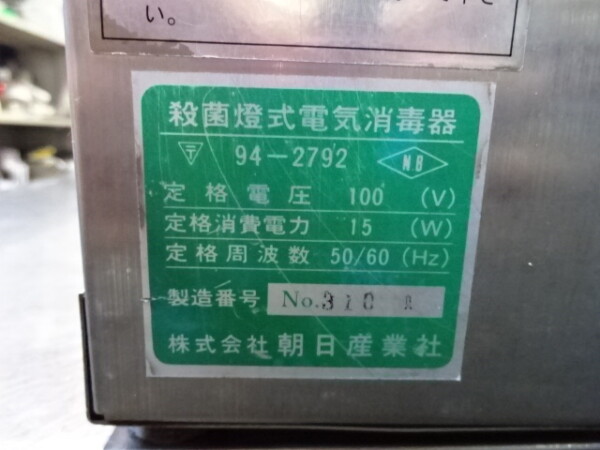 い。
殺菌燈式電気消毒器
〒 94-2792 NB
定格電圧 100 (V)
定格消費電力 15 (W)
定格周波数 50/60 (Hz)
製造番号 No.
株式会社 朝日産業社